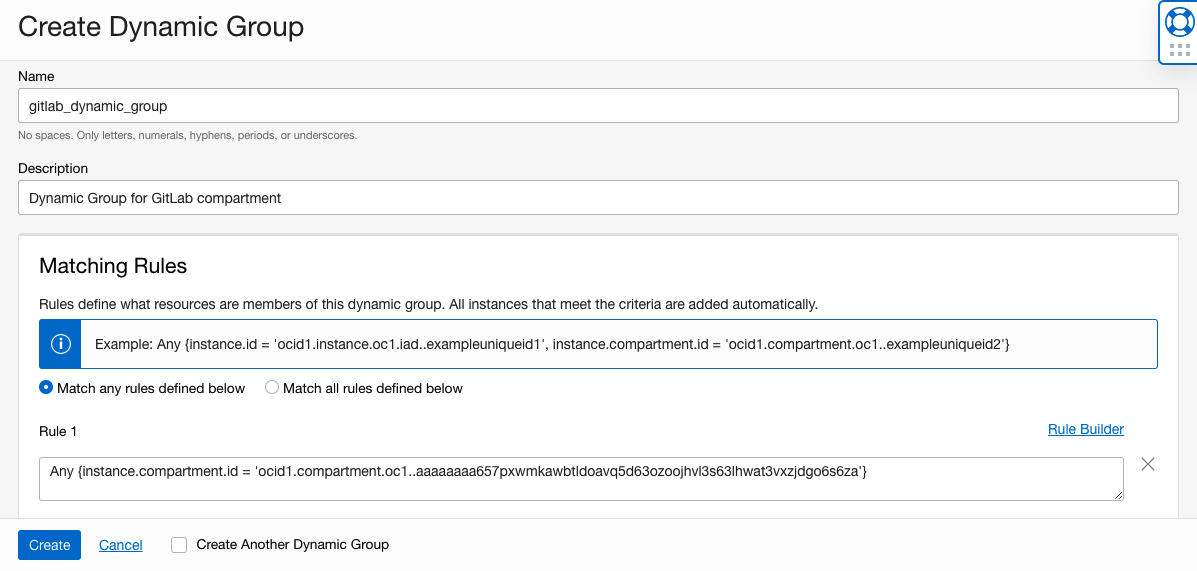 Create Dynamic Group
Name
gitlab_dynamic_group
No spaces. Only letters, numerals, hyphens, periods, or underscores.
Description
Dynamic Group for GitLab compartment
Matching Rules
Rules define what resources are members of this dynamic group. All instances that meet the criteria are added automatically.
Example: Any {instance.id = 'ocid1.instance.oc1.iad..exampleuniqueid1', instance.compartment.id = 'ocid1.compartment.oc1..exampleuniqueid2'}
Match any rules defined below Match all rules defined below
Rule 1 Rule Builder
Any {instance.compartment.id = 'ocid1.compartment.oc1..aaaaaaaa657pxwmkawbtldoavq5d63ozoojhvl3s63lhwat3vxzjdgo6s6za'}
Create Cancel Create Another Dynamic Group